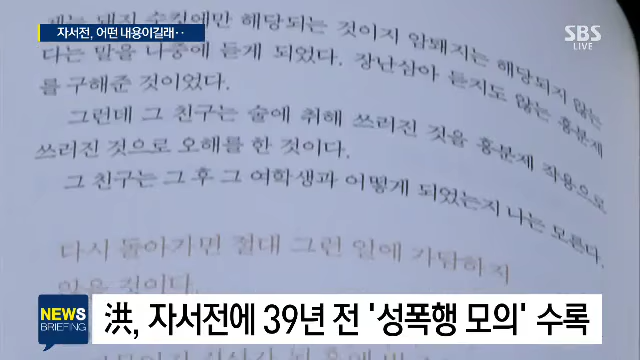 자서전, 어떤 내용이길래‥
SBS
LIVE
제는 돼지 수컷에만 해당되는 것이지 암퇘지는 해당되지 않는
다는 말을 나중에 듣게 되었다. 장난삼아 듣지도 않는 흥분제
를 구해준 것이었다.
그런데 그 친구는 술에 취해 쓰러진 것을 흥분제 작용으로
쓰러진 것으로 오해를 한 것이다.
그 친구는 그 후 그 여학생과 어떻게 되었는지 나는 모른다.
다시 돌아가면 절대 그런 일에 가담하지
않을 것이다.
NEWS
BRIEFING
洪, 자서전에 39년 전 '성폭행 모의' 수록